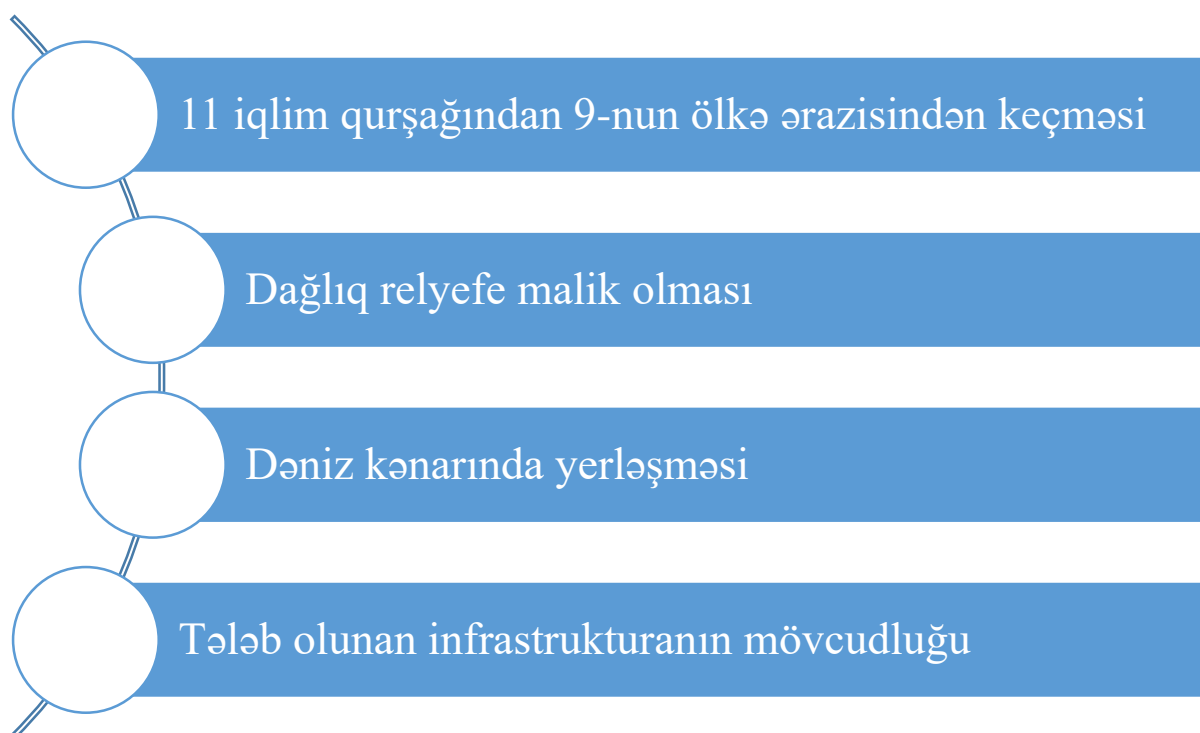 11 iqlim qurşağından 9-nun ölkə ərazisindən keçməsi
Dağlıq relyefe malik olması
Dəniz kənarında yerləşməsi
Tələb olunan infrastrukturanın mövcudluğu